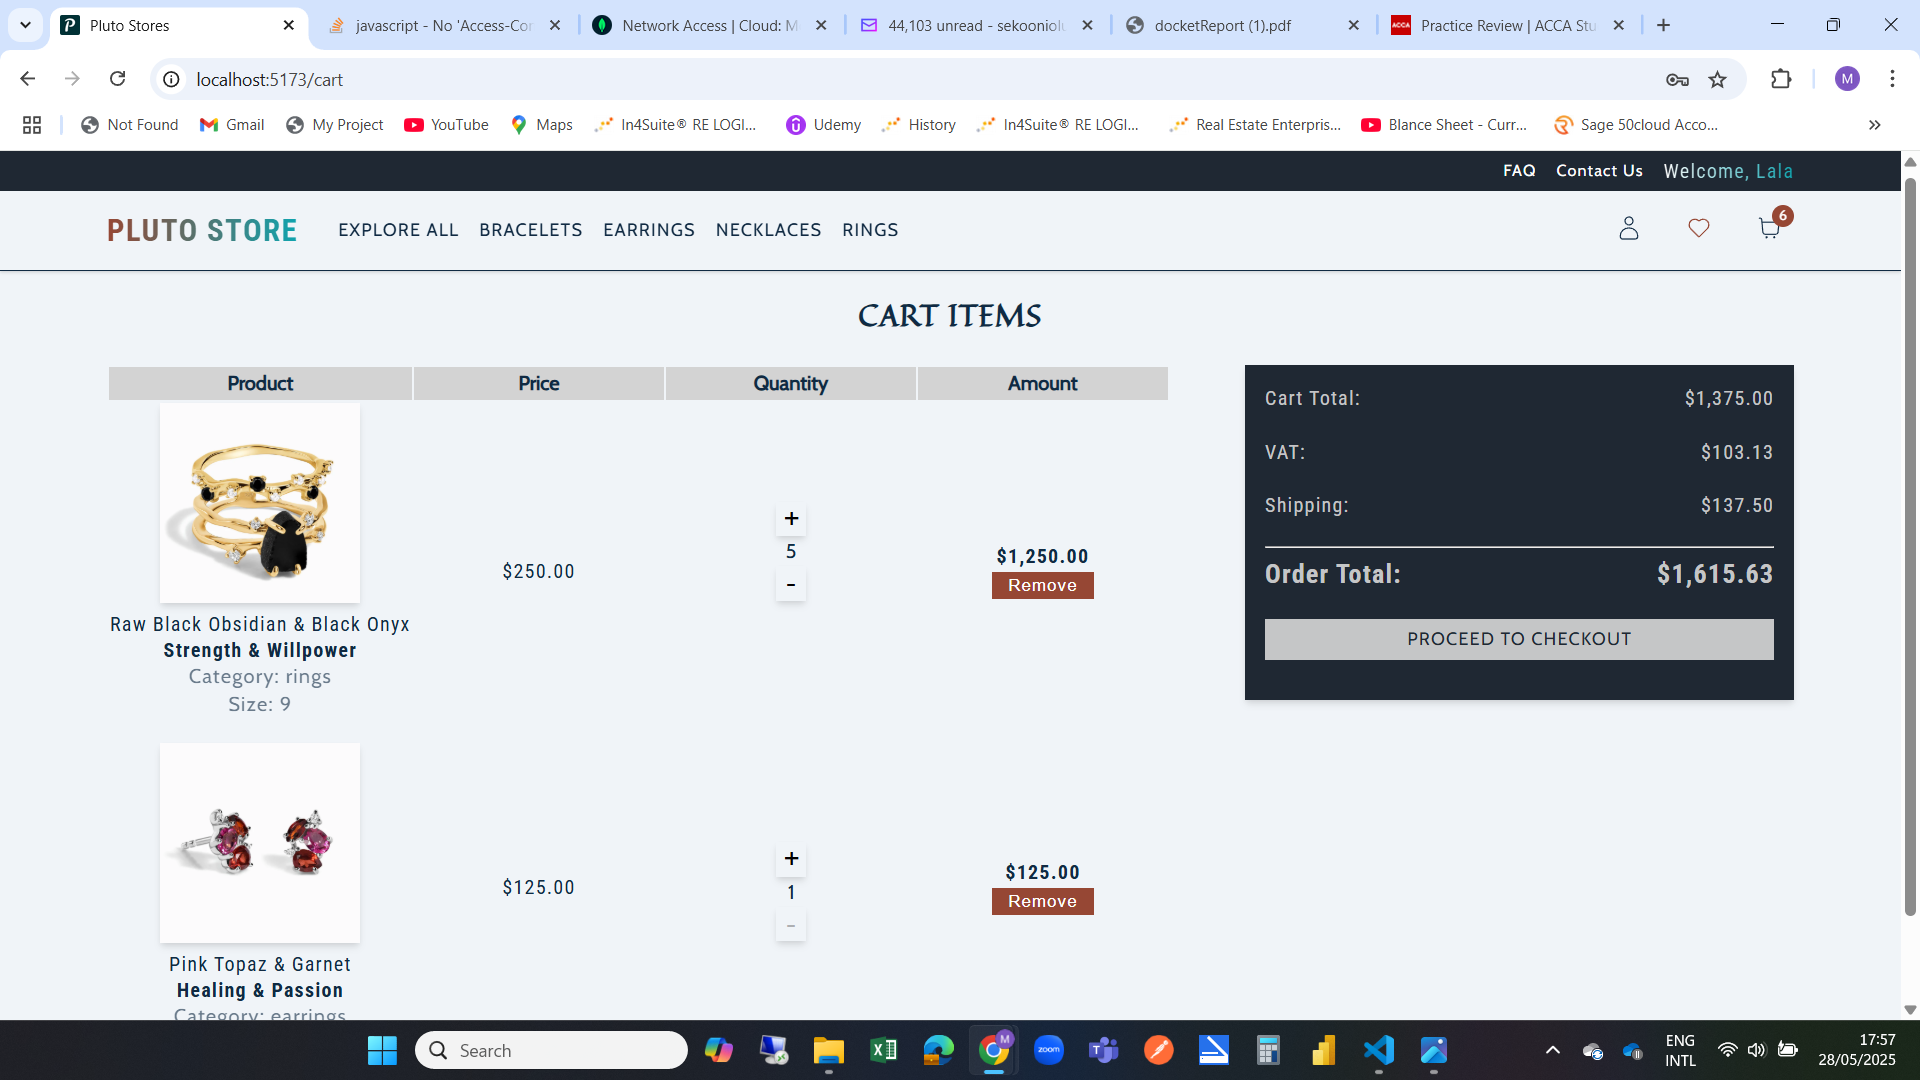 Pluto Stores
javascript - No 'Access-Cor
Network Access | Cloud: M
44,103 unread - sekooniolu
docketReport (1).pdf
ACCA
Practice Review | ACCA Stu
localhost:5173/cart
M
Not Found
Gmail
My Project
YouTube
Maps
In4Suite® RE LOGI...
Udemy
History
In4Suite® RE LOGI...
Real Estate Enterpris...
Blance Sheet - Curr...
Sage 50cloud Acco...
FAQ
Contact Us
Welcome, Lala
PLUTO STORE
EXPLORE ALL
BRACELETS
EARRINGS
NECKLACES
RINGS
6
CART ITEMS
Product
Price
Quantity
Amount
Raw Black Obsidian & Black Onyx
Strength & Willpower
Category: rings
Size: 9
$250.00
+
5
-
$1,250.00
Remove
Pink Topaz & Garnet
Healing & Passion
Category: earrings
$125.00
+
1
-
$125.00
Remove
Cart Total: $1,375.00
VAT: $103.13
Shipping: $137.50
Order Total: $1,615.63
PROCEED TO CHECKOUT
Search
M
zoom
ENG
INTL
17:57
28/05/2025